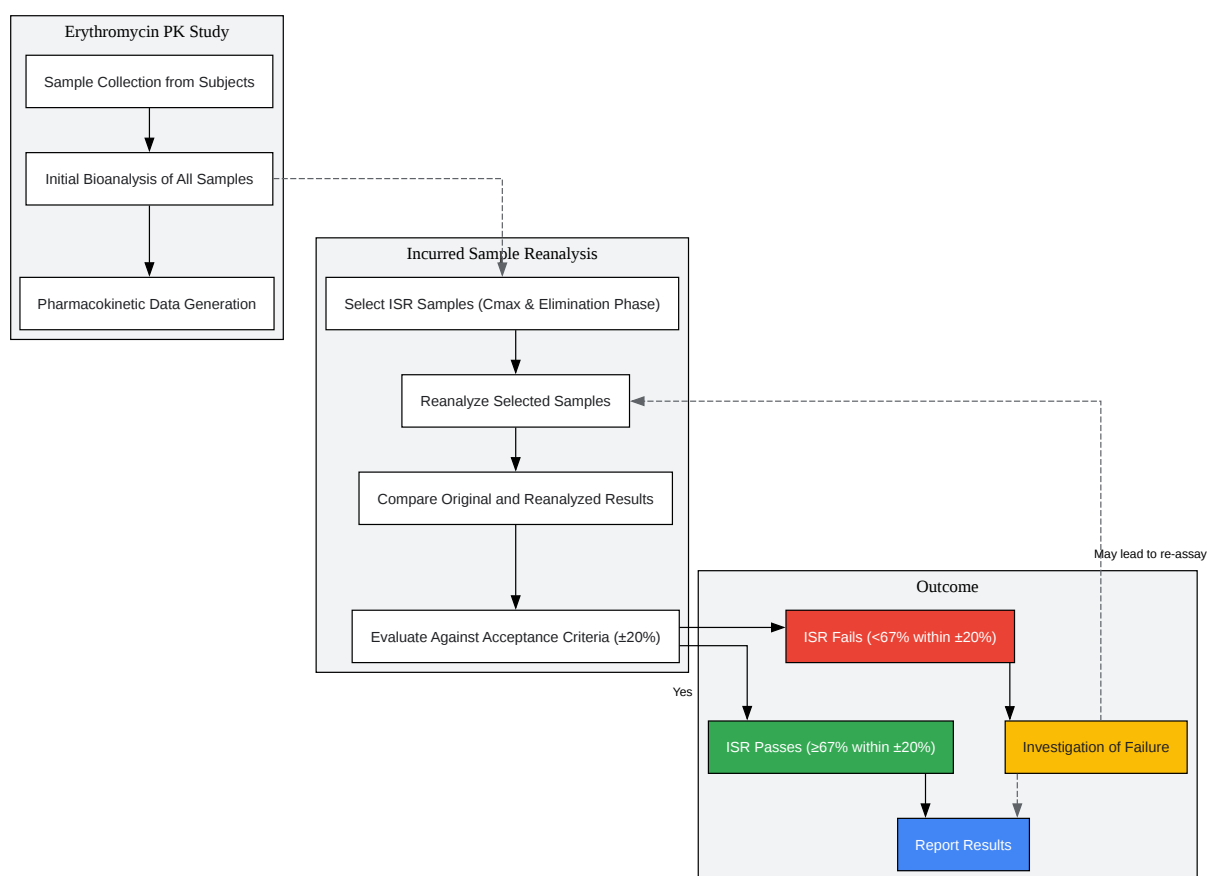 Erythromycin PK Study
Sample Collection from Subjects
Initial Bioanalysis of All Samples
Pharmacokinetic Data Generation
Incurred Sample Reanalysis
Select ISR Samples (Cmax & Elimination Phase)
Reanalyze Selected Samples
Compare Original and Reanalyzed Results
Evaluate Against Acceptance Criteria (±20%)
Yes
May lead to re-assay
Outcome
ISR Fails (<67% within ±20%)
ISR Passes (≥67% within ±20%)
Investigation of Failure
Report Results